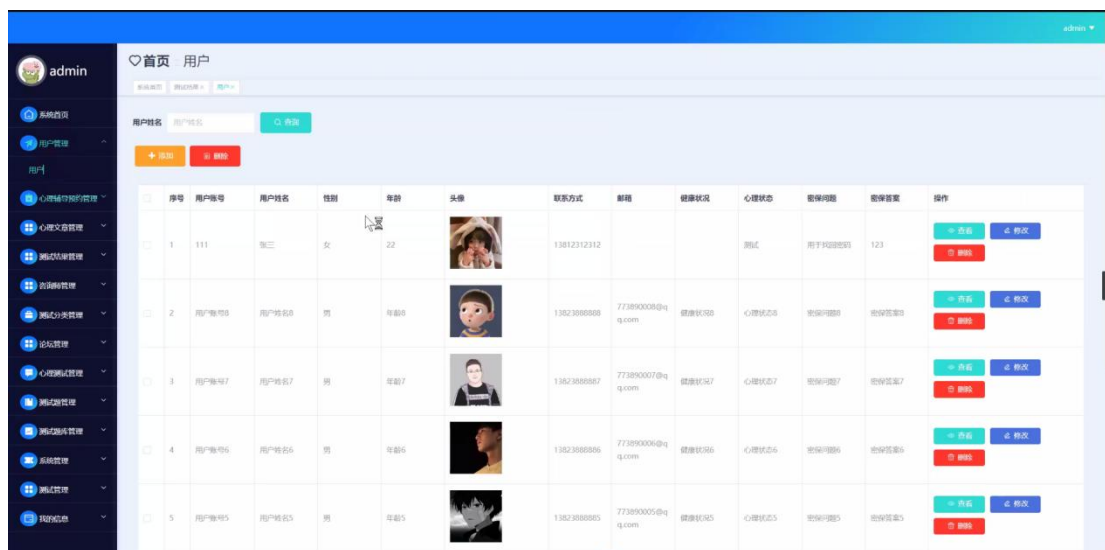 admin
admin
首页 用户
系统首页 测试结果 用户
系统首页
用户管理
用户
心理辅导预约管理
心理文章管理
测试结果管理
咨询师管理
测试分类管理
论坛管理
心理测试管理
测试题管理
测试题库管理
系统管理
测试管理
我的信息
用户姓名 用户姓名 查询
添加 删除
序号 用户账号 用户姓名 性别 年龄 头像 联系方式 邮箱 健康状况 心理状态 密保问题 密保答案 操作
1 111 张三 女 22 13812312312 测试 用于找回密码 123 查看 修改
删除
2 用户账号8 用户姓名8 男 年龄8 13823888888 773890008@q 健康状况8 心理状态8 密保问题8 密保答案8 查看 修改
q.com 删除
3 用户账号7 用户姓名7 男 年龄7 13823888887 773890007@q 健康状况7 心理状态7 密保问题7 密保答案7 查看 修改
q.com 删除
4 用户账号6 用户姓名6 男 年龄6 13823888886 773890006@q 健康状况6 心理状态6 密保问题6 密保答案6 查看 修改
q.com 删除
5 用户账号5 用户姓名5 男 年龄5 13823888885 773890005@q 健康状况5 心理状态5 密保问题5 密保答案5 查看 修改
q.com 删除